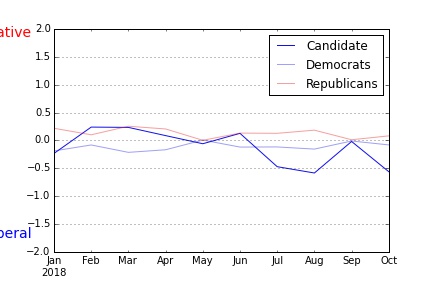 ative
2.0
Candidate
Democrats
Republicans
1.5
1.0
0.5
0.0
−0.5
−1.0
−1.5
beral
−2.0
Jan Feb Mar Apr May Jun Jul Aug Sep Oct
2018